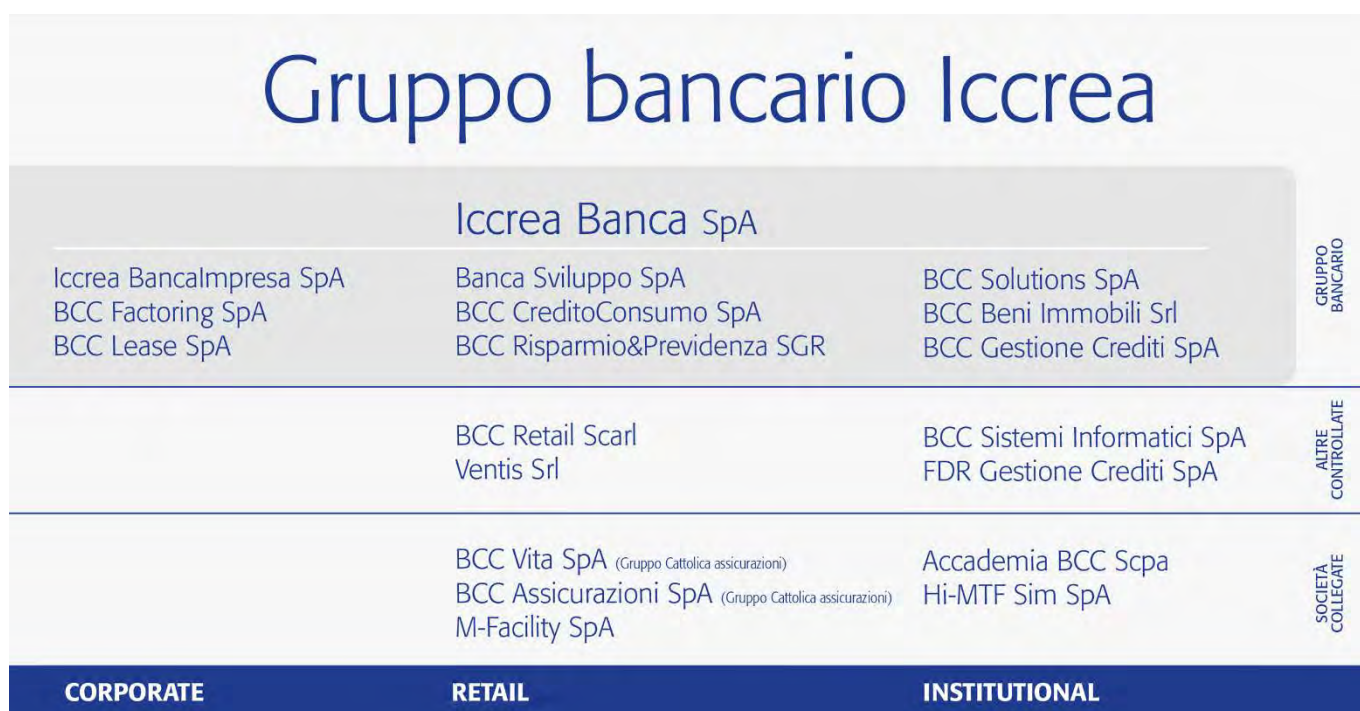 Gruppo bancario Iccrea
Iccrea Banca SpA
Iccrea BancaImpresa SpA
BCC Factoring SpA
BCC Lease SpA
Banca Sviluppo SpA
BCC CreditoConsumo SpA
BCC Risparmio&Previdenza SGR
BCC Solutions SpA
BCC Beni Immobili Srl
BCC Gestione Crediti SpA
GRUPPO
BANCARIO
BCC Retail Scarl
Ventis Srl
BCC Sistemi Informatici SpA
FDR Gestione Crediti SpA
ALTRE
CONTROLLATE
BCC Vita SpA (Gruppo Cattolica assicurazioni)
BCC Assicurazioni SpA (Gruppo Cattolica assicurazioni)
M-Facility SpA
Accademia BCC Scpa
Hi-MTF Sim SpA
SOCIETÀ
COLLEGATE
CORPORATE
RETAIL
INSTITUTIONAL